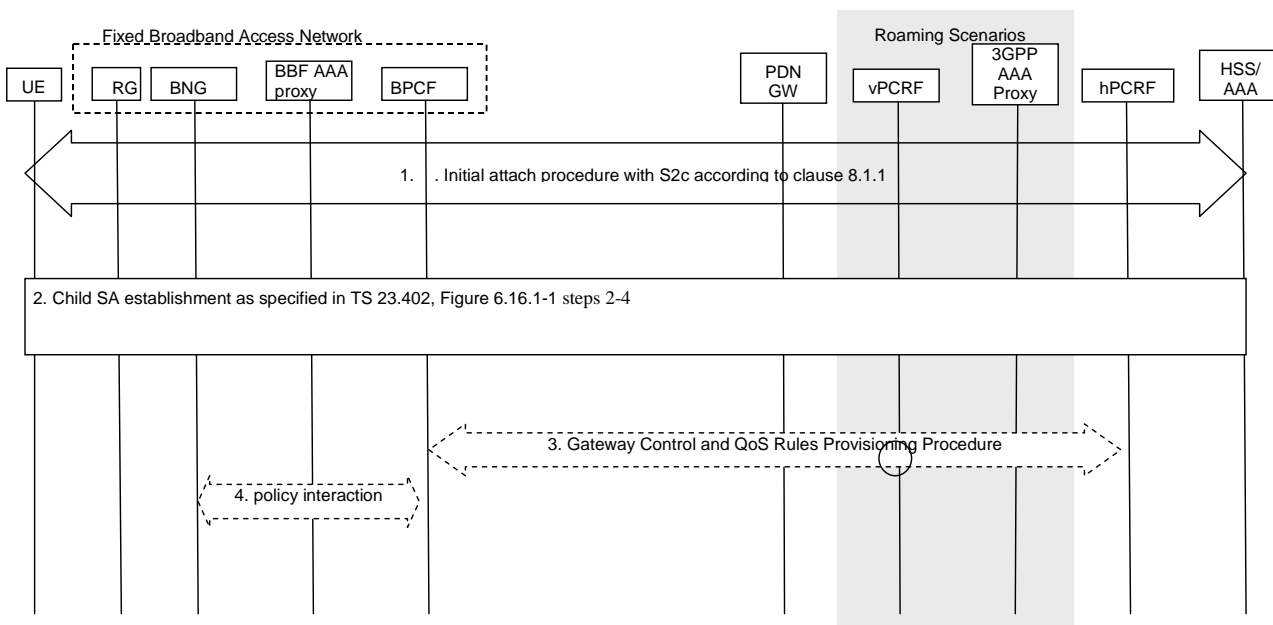 Fixed Broadband Access Network
Roaming Scenarios
UE
RG
BNG
BBF AAA
proxy
BPCF
PDN
GW
vPCRF
3GPP
AAA
Proxy
hPCRF
HSS/
AAA
1. . Initial attach procedure with S2c according to clause 8.1.1
2. Child SA establishment as specified in TS 23.402, Figure 6.16.1-1 steps 2-4
3. Gateway Control and QoS Rules Provisioning Procedure
4. policy interaction